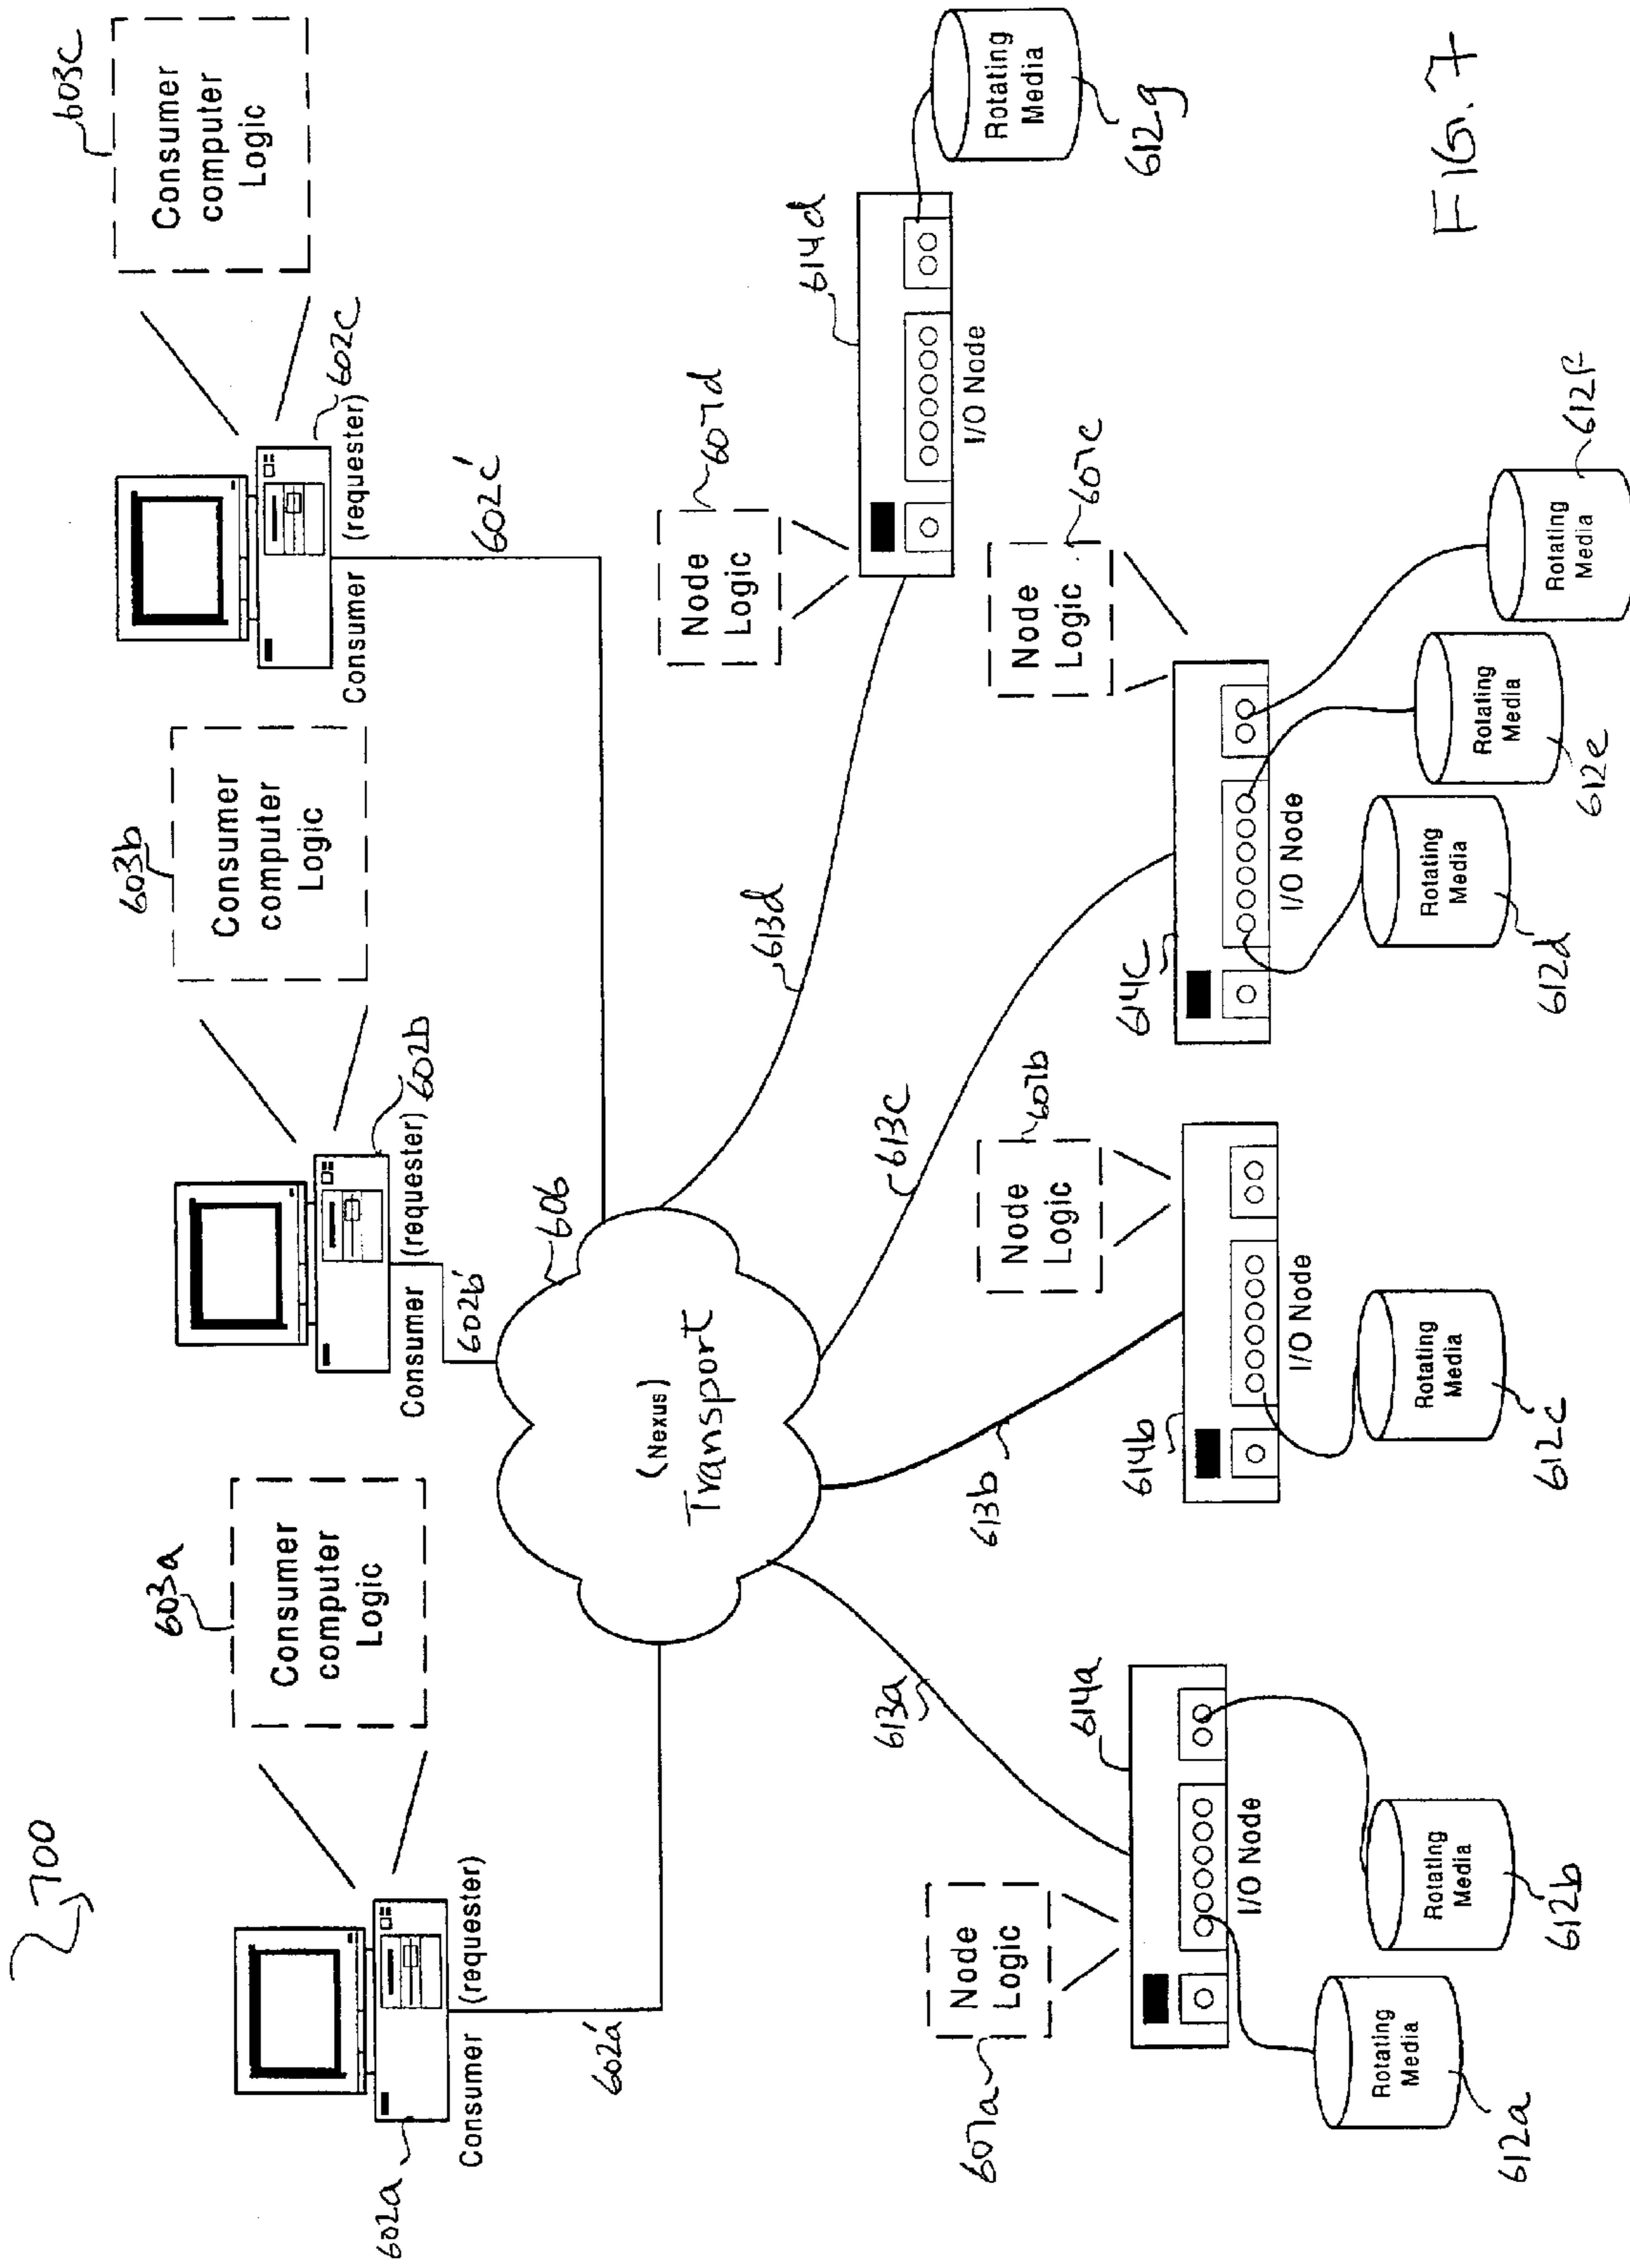 700
603a
Consumer
computer
Logic
603b
Consumer
computer
Logic
603c
Consumer
computer
Logic
602a
Consumer (requester)
602a'
Consumer (requester)
602b
602b'
Consumer (requester)
602c
602c'
606
(Nexus)
Transport
613a
613b
613c
613d
607a
Node
Logic
614a
I/O Node
Rotating
Media
612a
Rotating
Media
612b
Node
Logic
607b
614b
I/O Node
Rotating
Media
612c
Node
Logic
607c
614c
I/O Node
Rotating
Media
612d
Rotating
Media
612e
Rotating
Media
612f
Node
Logic
607d
614d
I/O Node
Rotating
Media
612g
FIG. 7